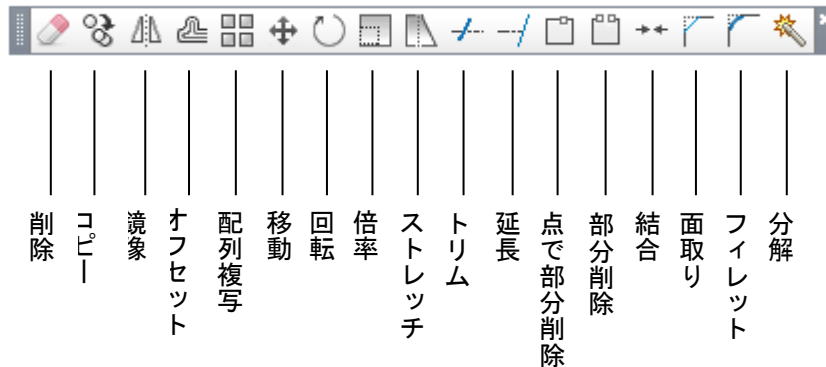 削除
コピー
鏡像
オフセット
配列複写
移動
回転
倍率
ストレッチ
トリム
延長
点で部分削除
部分削除
結合
面取り
フィレット
分解